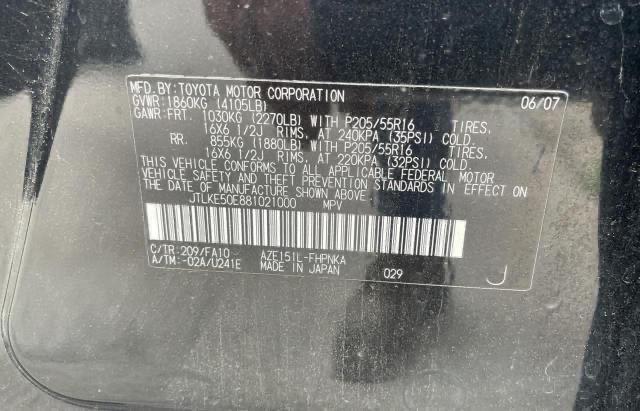 MFD.BY:TOYOTA MOTOR CORPORATION 06/07
GVWR:1860KG (4105LB)
GAWR:FRT. 1030KG (2270LB) WITH P205/55R16 TIRES,
16X6 1/2J RIMS, AT 240KPA (35PSI) COLD.
RR. 855KG (1880LB) WITH P205/55R16 TIRES,
16X6 1/2J RIMS, AT 220KPA (32PSI) COLD.
THIS VEHICLE CONFORMS TO ALL APPLICABLE FEDERAL MOTOR
VEHICLE SAFETY AND THEFT PREVENTION STANDARDS IN EFFECT ON
THE DATE OF MANUFACTURE SHOWN ABOVE.
JTLKE50E881021000 MPV
C/TR:209/FA10 AZE151L-FHPNKA
A/TM:-02A/U241E MADE IN JAPAN 029 J